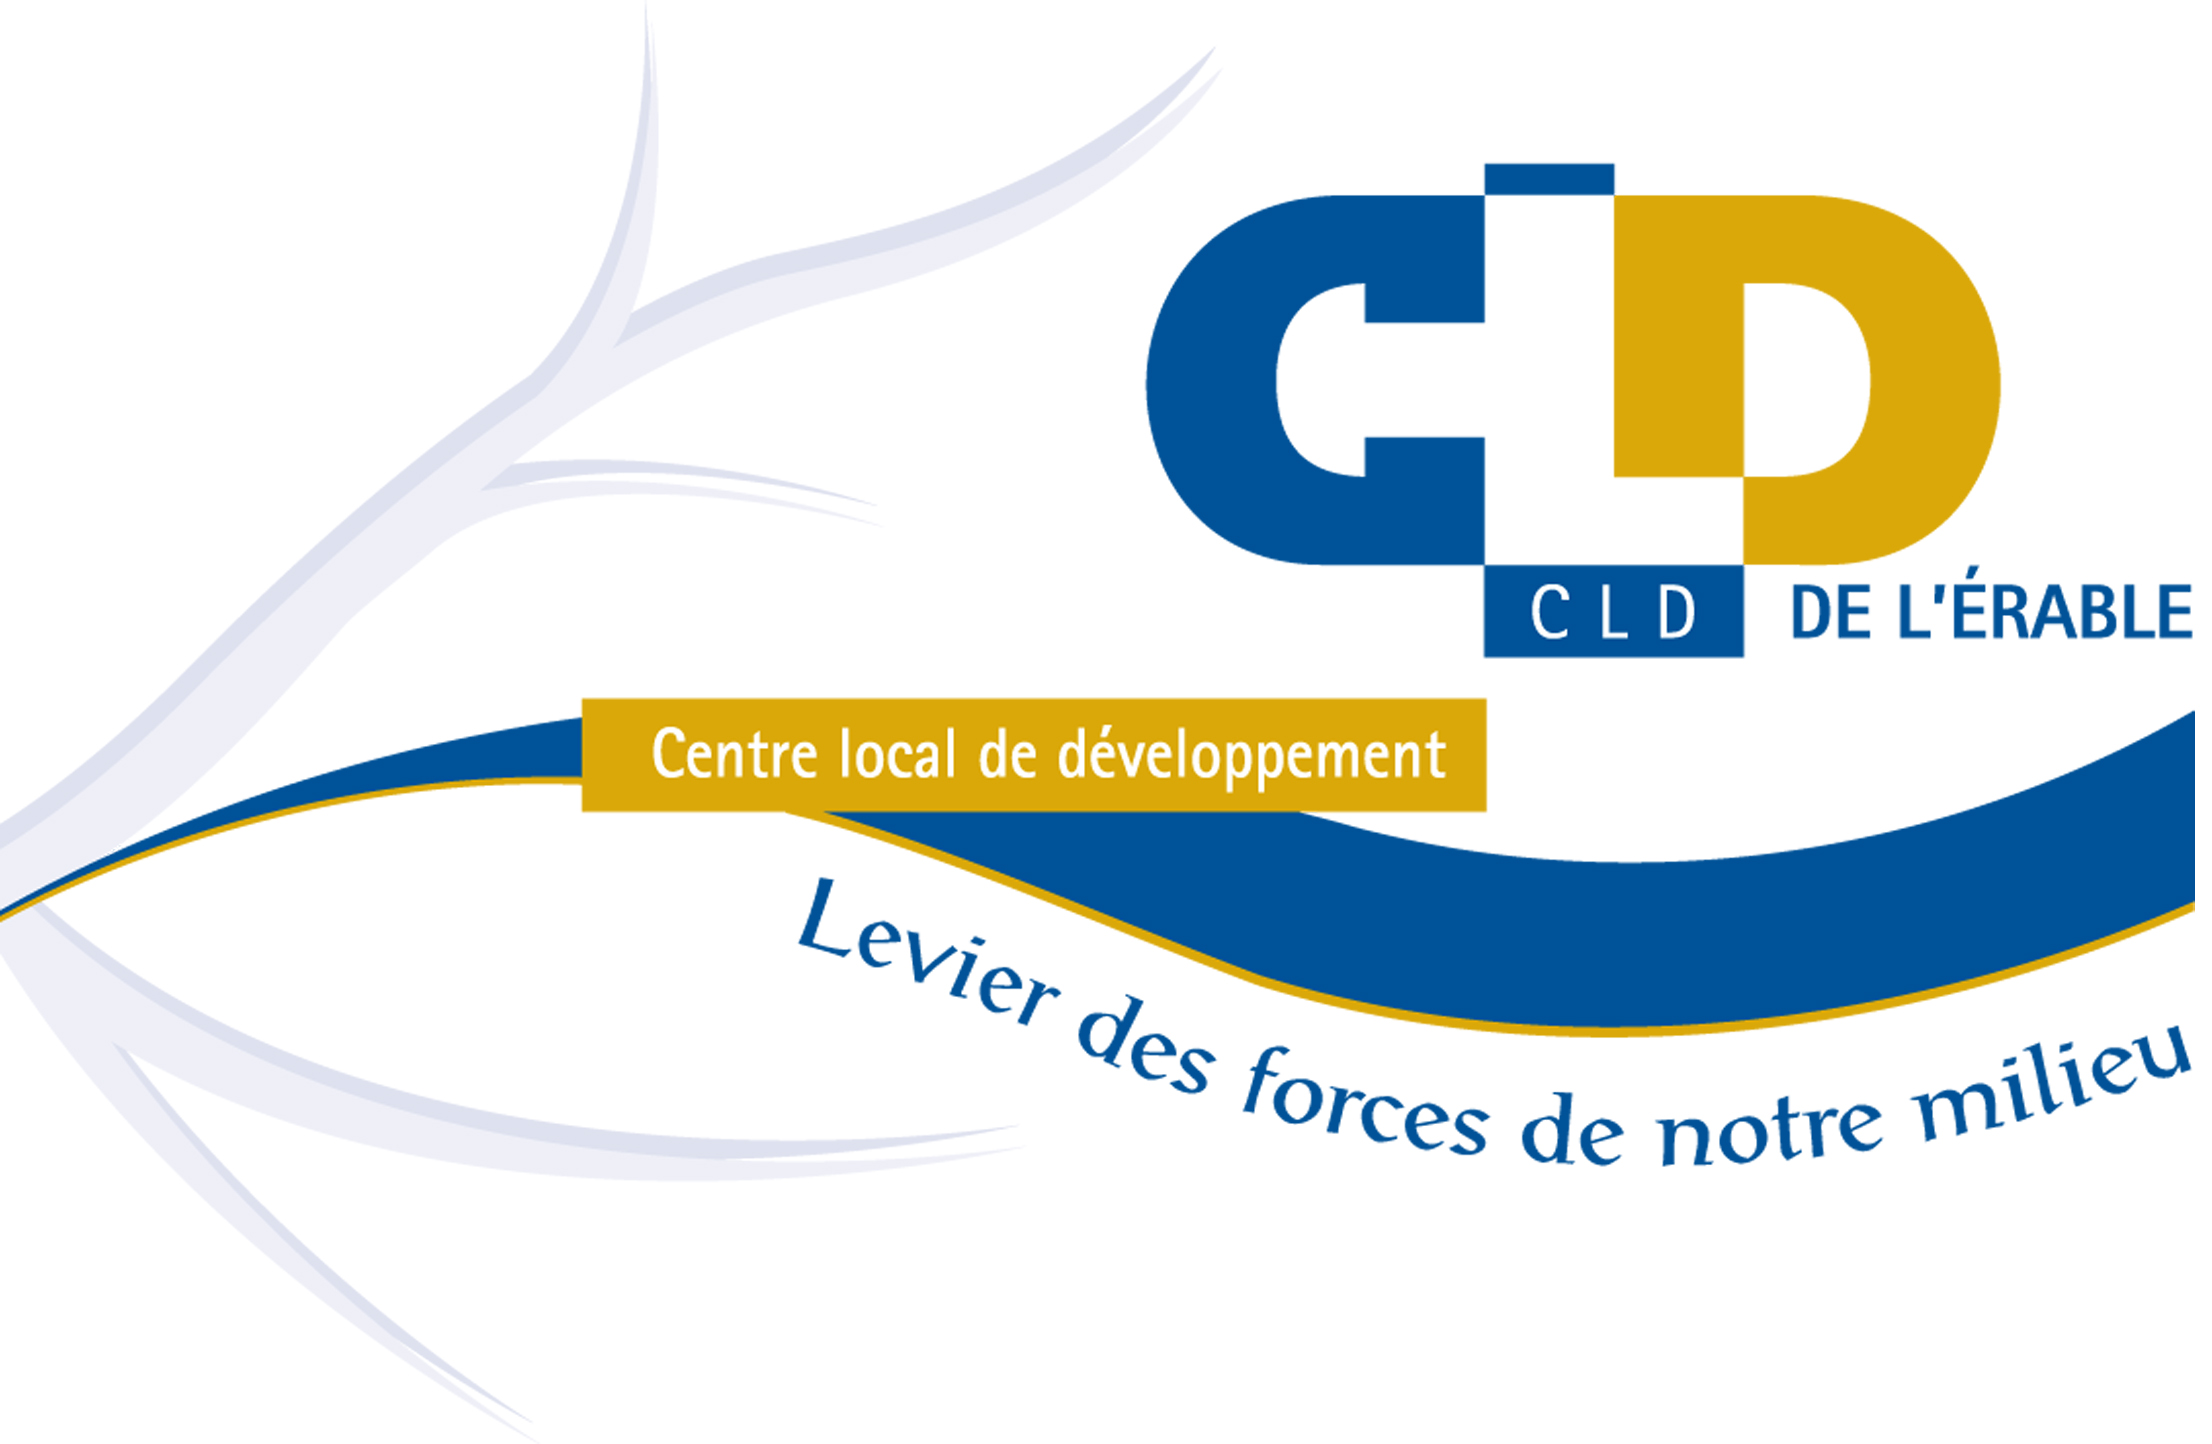 CLD
CLD DE L'ÉRABLE
Centre local de développement
Levier des forces de notre milieu